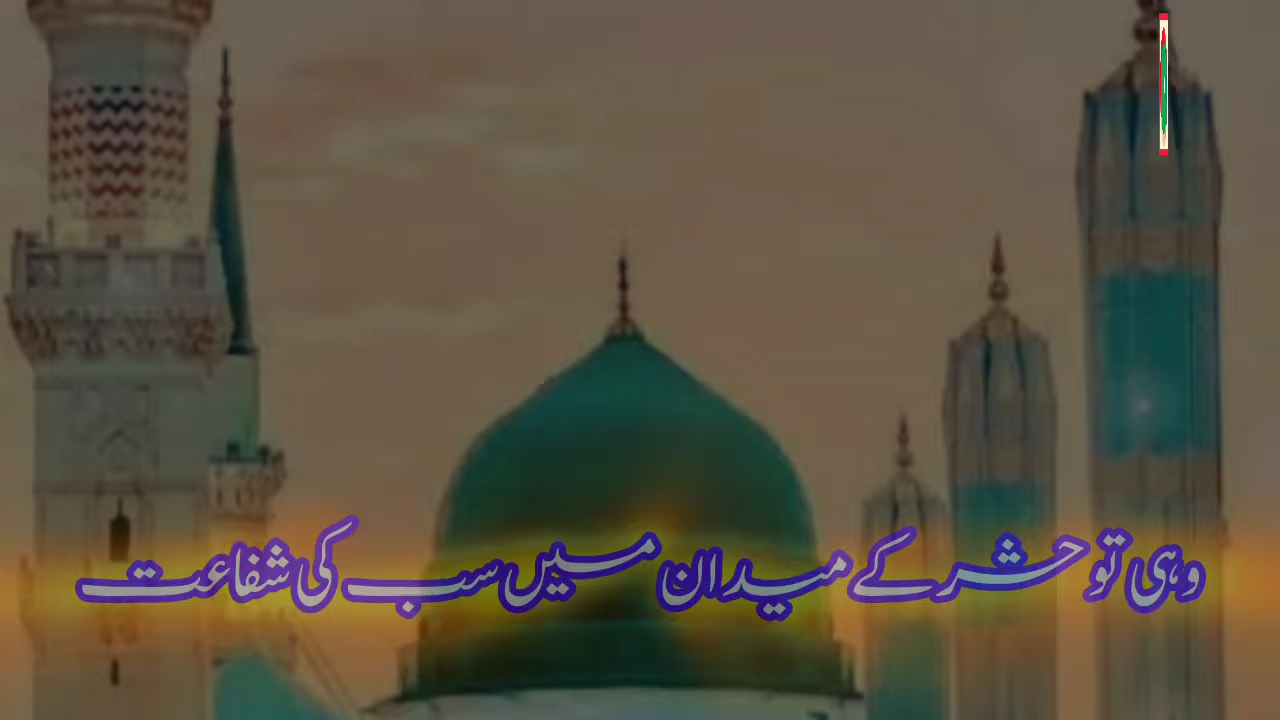 وہی تو حشر کے میدان میں سب کی شفاعت